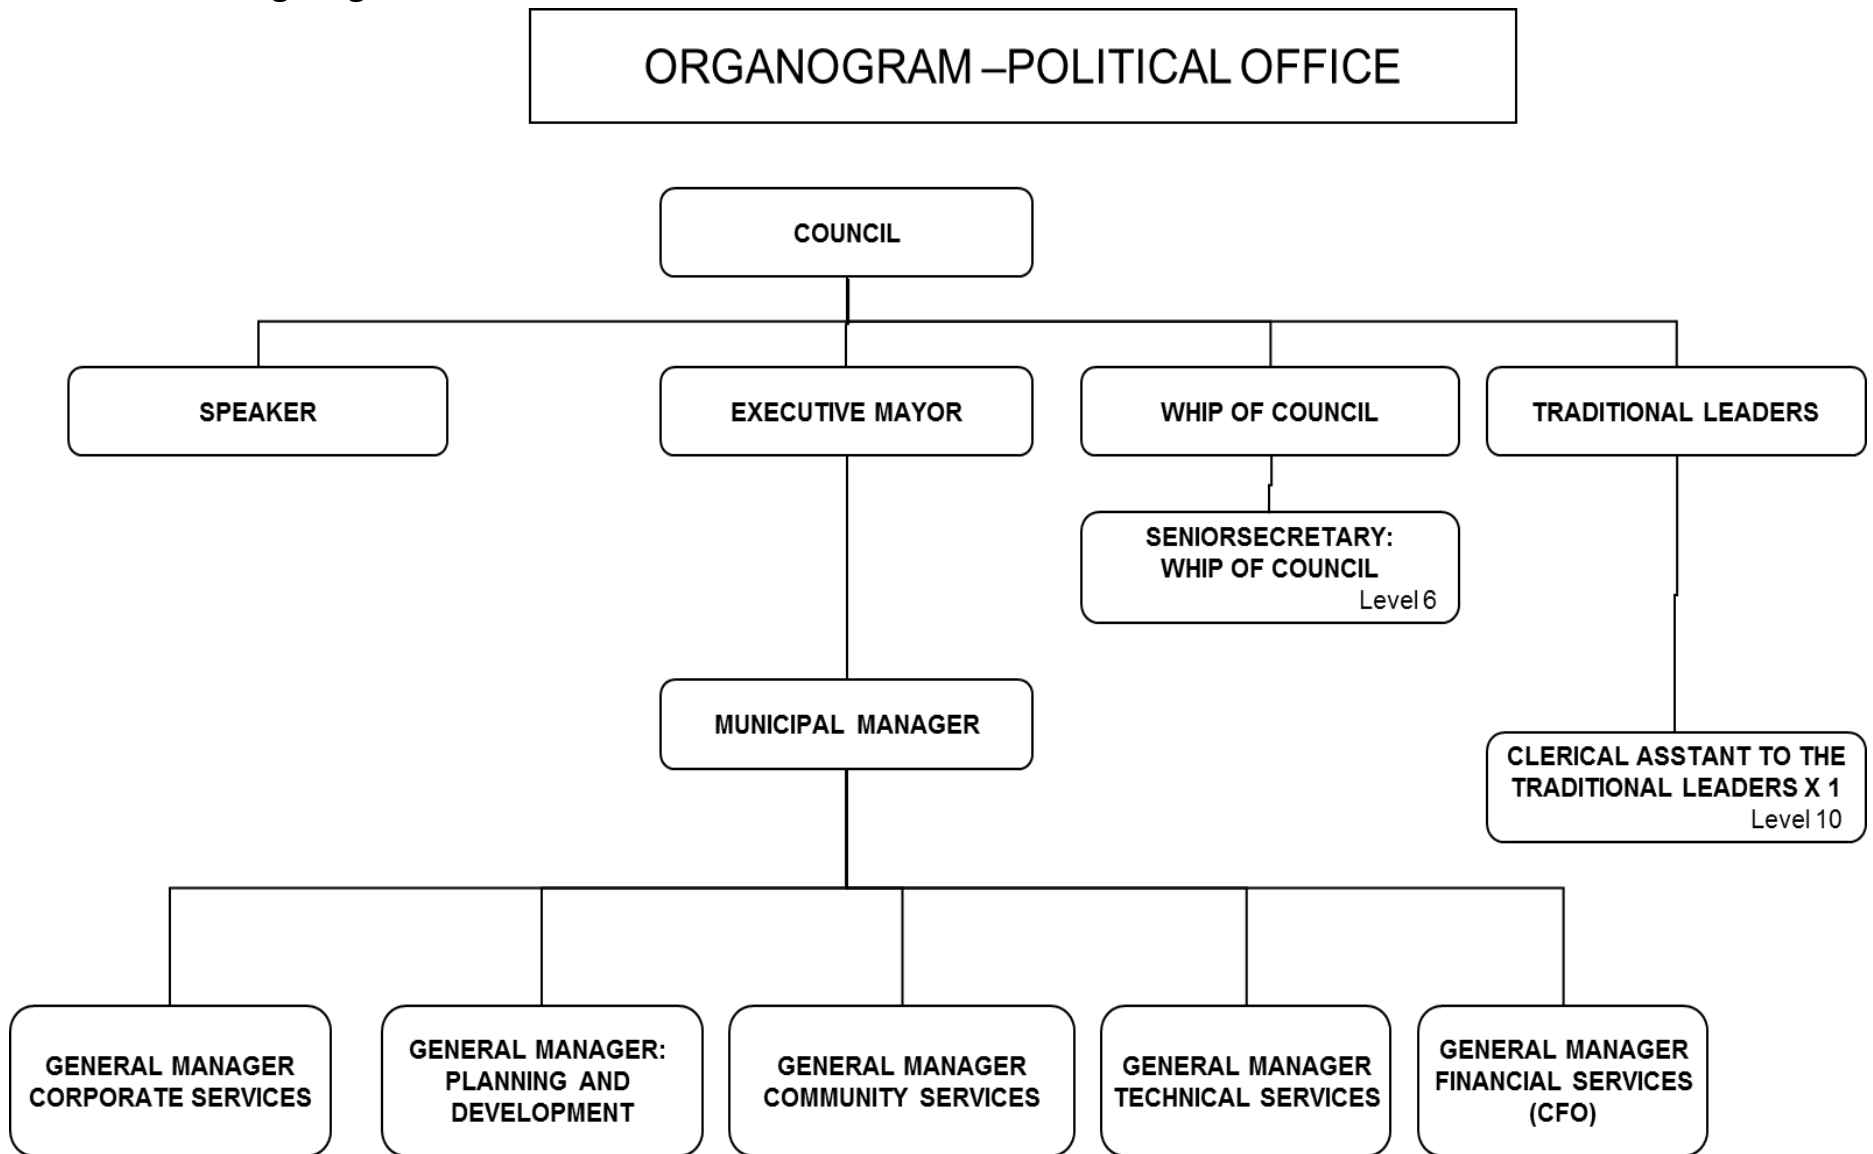 ORGANOGRAM –POLITICAL OFFICE
COUNCIL
SPEAKER
EXECUTIVE MAYOR
WHIP OF COUNCIL
TRADITIONAL LEADERS
SENIORSECRETARY:
WHIP OF COUNCIL
Level 6
MUNICIPAL MANAGER
CLERICAL ASSTANT TO THE
TRADITIONAL LEADERS X 1
Level 10
GENERAL MANAGER
CORPORATE SERVICES
GENERAL MANAGER:
PLANNING AND
DEVELOPMENT
GENERAL MANAGER
COMMUNITY SERVICES
GENERAL MANAGER
TECHNICAL SERVICES
GENERAL MANAGER
FINANCIAL SERVICES
(CFO)